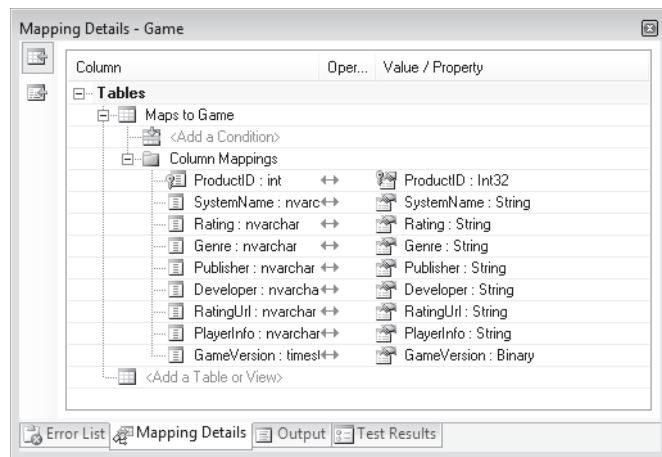 Mapping Details - Game
Column Oper... Value / Property
Tables
Maps to Game
<Add a Condition>
Column Mappings
ProductID : int ProductID : Int32
SystemName : nvarc SystemName : String
Rating : nvarchar Rating : String
Genre : nvarchar Genre : String
Publisher : nvarchar Publisher : String
Developer : nvarcha Developer : String
RatingUrl : nvarchar RatingUrl : String
PlayerInfo : nvarchar PlayerInfo : String
GameVersion : timest GameVersion : Binary
<Add a Table or View>
Error List Mapping Details Output Test Results